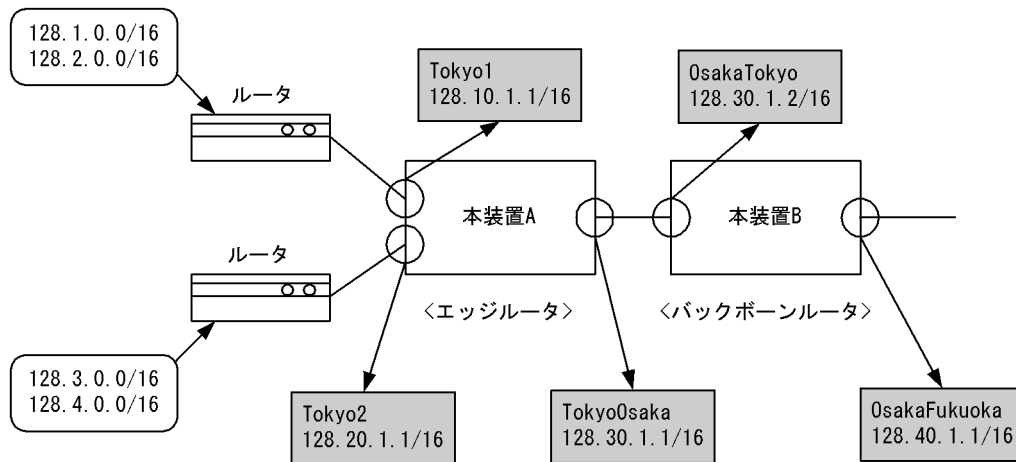 128.1.0.0/16
128.2.0.0/16
ルータ
Tokyo1
128.10.1.1/16
OsakaTokyo
128.30.1.2/16
本装置A
本装置B
ルータ
<エッジルータ>
<バックボーンルータ>
128.3.0.0/16
128.4.0.0/16
Tokyo2
128.20.1.1/16
TokyoOsaka
128.30.1.1/16
OsakaFukuoka
128.40.1.1/16